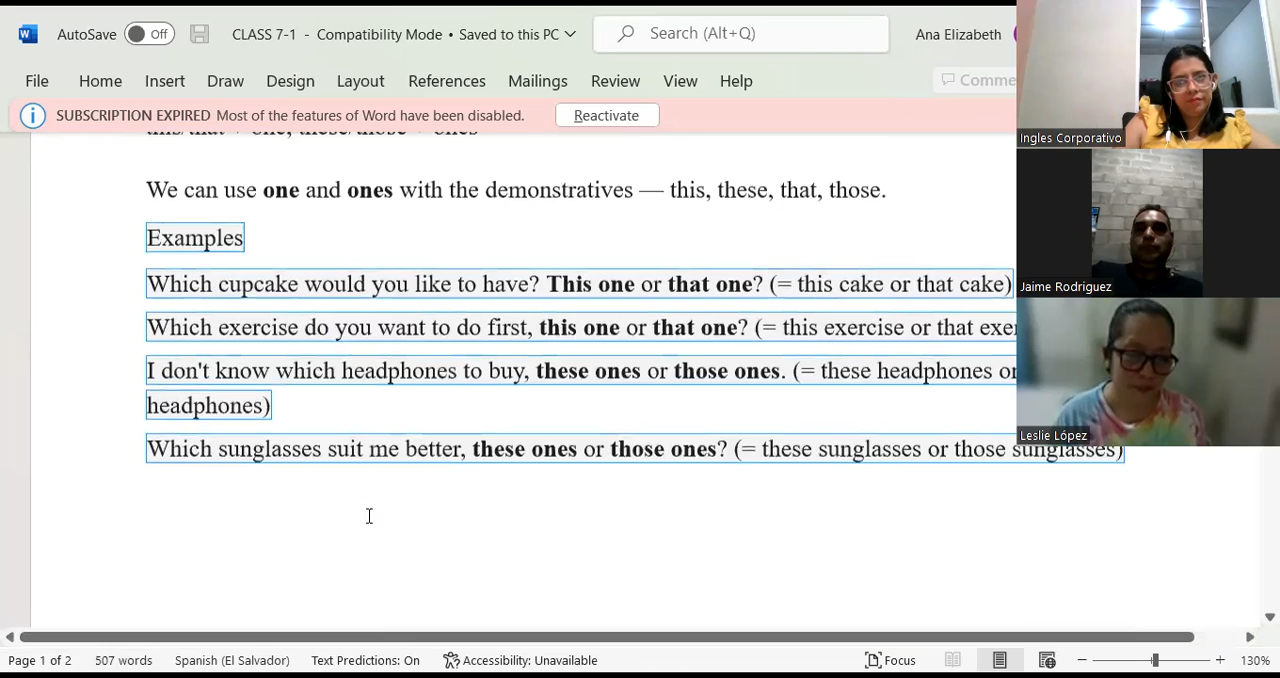 AutoSave Off CLASS 7-1 - Compatibility Mode • Saved to this PC Search (Alt+Q) Ana Elizabeth
File Home Insert Draw Design Layout References Mailings Review View Help
SUBSCRIPTION EXPIRED Most of the features of Word have been disabled. Reactivate
this/that + one, these/those + ones
We can use one and ones with the demonstratives — this, these, that, those.
Examples
Which cupcake would you like to have? This one or that one? (= this cake or that cake)
Which exercise do you want to do first, this one or that one? (= this exercise or that
I don't know which headphones to buy, these ones or those ones. (= these headphones or
headphones)
Which sunglasses suit me better, these ones or those ones? (= these sunglasses or those sunglasses)
Ingles Corporativo
Jaime Rodriguez
Leslie López
Page 1 of 2 507 words Spanish (El Salvador) Text Predictions: On Accessibility: Unavailable Focus 130%